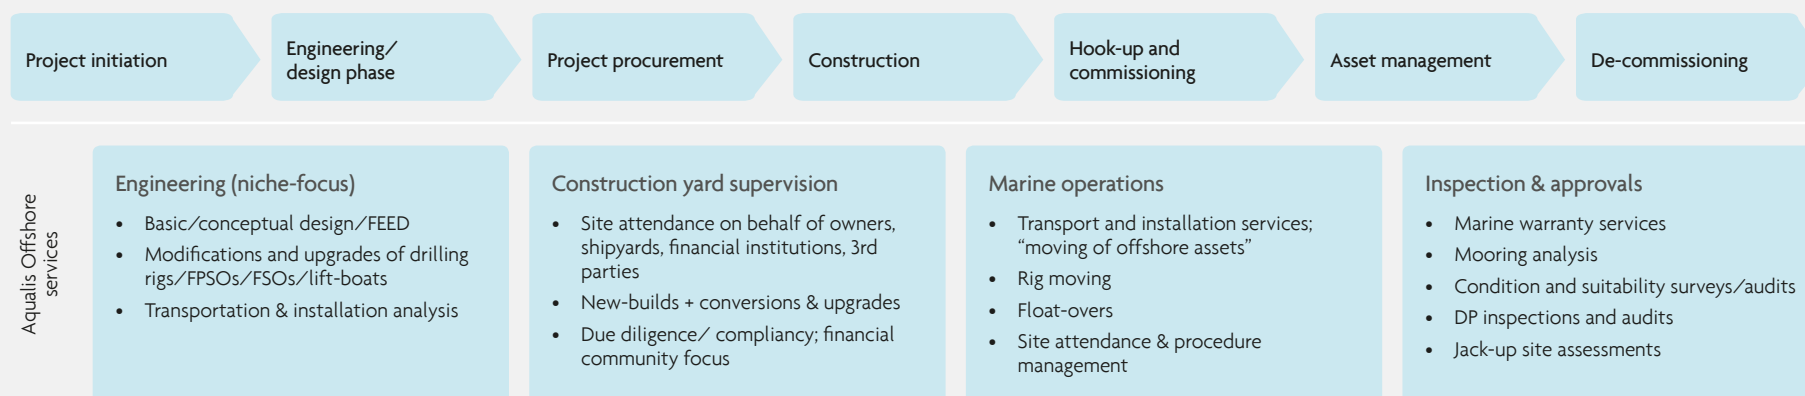 Project initiation
Engineering/
design phase
Project procurement
Construction
Hook-up and
commissioning
Asset management
De-commissioning
Aqualis Offshore
services
Engineering (niche-focus)
• Basic/conceptual design/FEED
• Modifications and upgrades of drilling
rigs/FPSOs/FSOs/lift-boats
• Transportation & installation analysis
Construction yard supervision
• Site attendance on behalf of owners,
shipyards, financial institutions, 3rd
parties
• New-builds + conversions & upgrades
• Due diligence/ compliancy; financial
community focus
Marine operations
• Transport and installation services;
“moving of offshore assets”
• Rig moving
• Float-overs
• Site attendance & procedure
management
Inspection & approvals
• Marine warranty services
• Mooring analysis
• Condition and suitability surveys/audits
• DP inspections and audits
• Jack-up site assessments